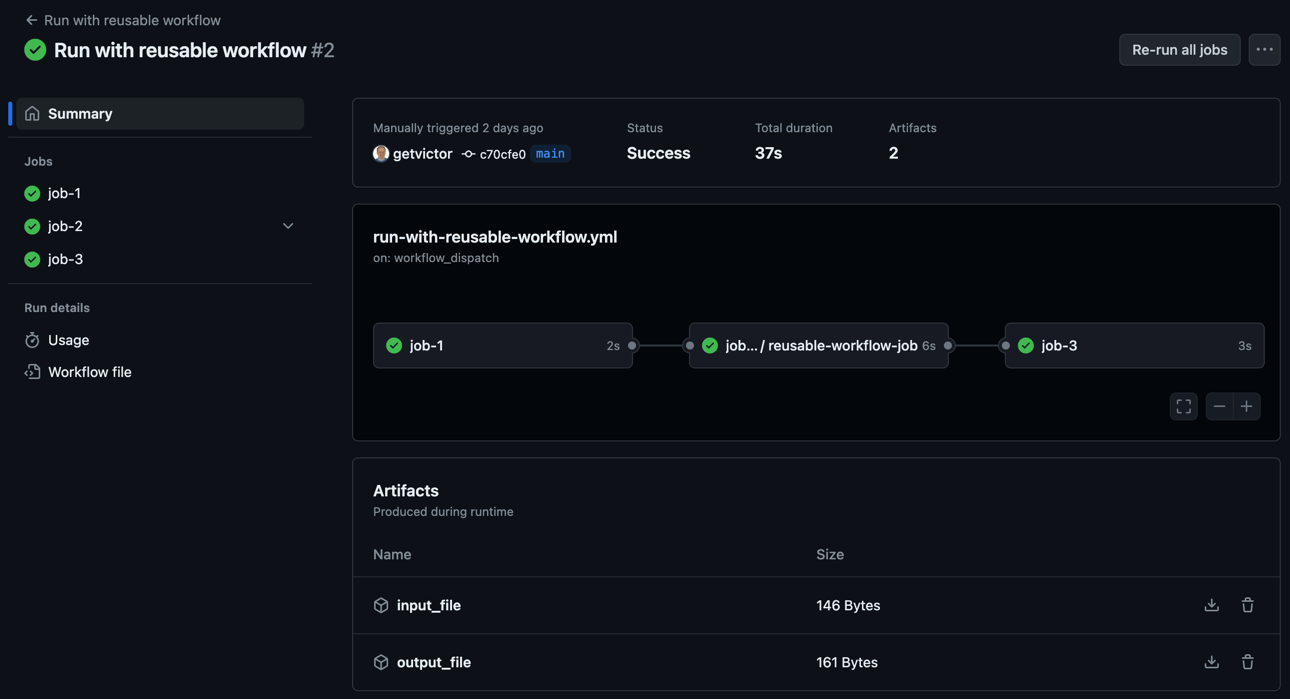 Run with reusable workflow
Run with reusable workflow #2
Re-run all jobs
Summary
Jobs
job-1
job-2
job-3
Run details
Usage
Workflow file
Manually triggered 2 days ago
getvictor c70cfe0 main
Status
Success
Total duration
37s
Artifacts
2
run-with-reusable-workflow.yml
on: workflow_dispatch
job-1 2s
job... / reusable-workflow-job 6s
job-3 3s
Artifacts
Produced during runtime
Name Size
input_file 146 Bytes
output_file 161 Bytes